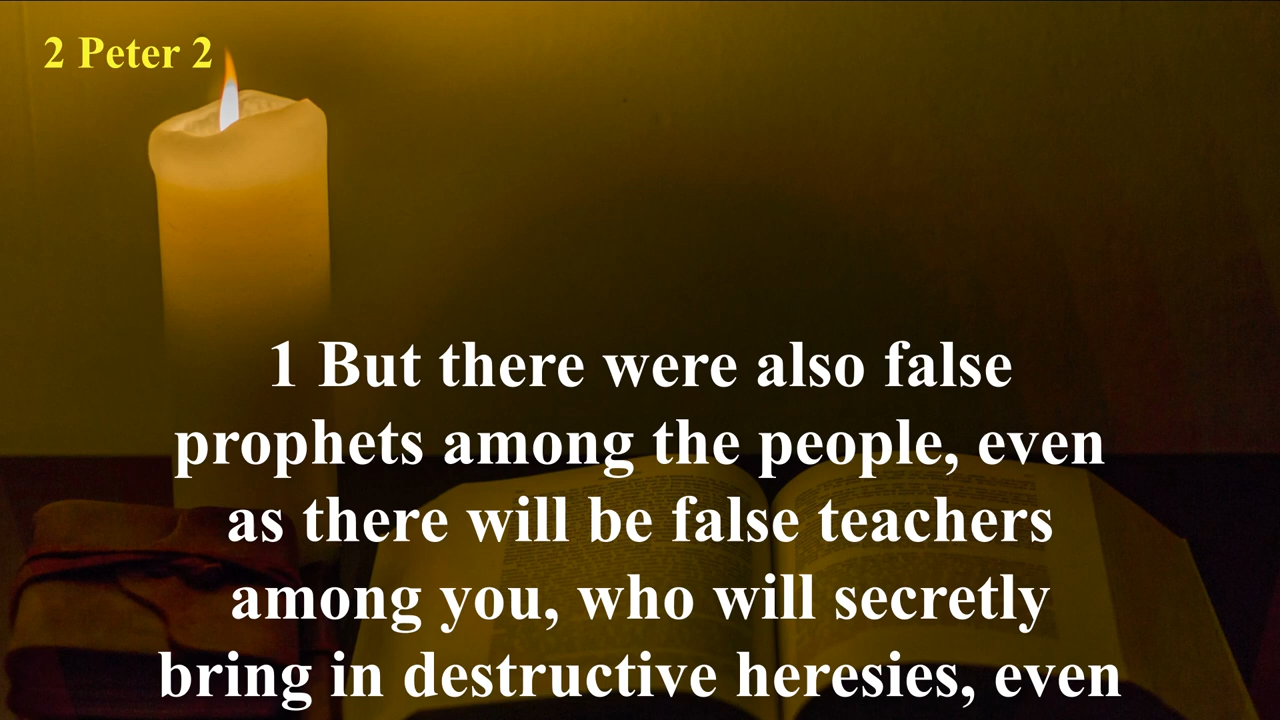 2 Peter 2
1 But there were also false
prophets among the people, even
as there will be false teachers
among you, who will secretly
bring in destructive heresies, even